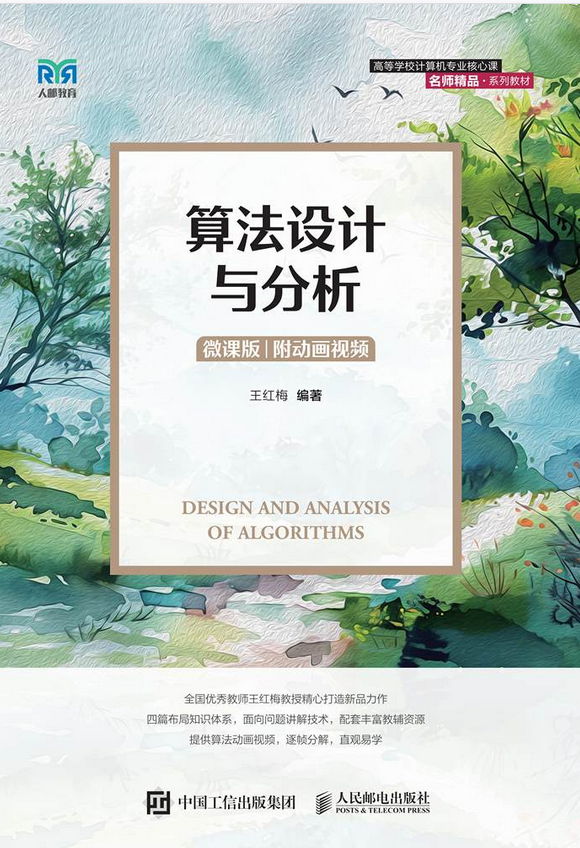 人邮教育
高等学校计算机专业核心课
名师精品·系列教材
算法设计
与分析
微课版|附动画视频
王红梅 编著
DESIGN AND ANALYSIS
OF ALGORITHMS
全国优秀教师王红梅教授精心打造新品力作
四篇布局知识体系，面向问题讲解技术，配套丰富教辅资源
提供算法动画视频，逐帧分解，直观易学
中国工信出版集团
人民邮电出版社
POSTS & TELECOM PRESS